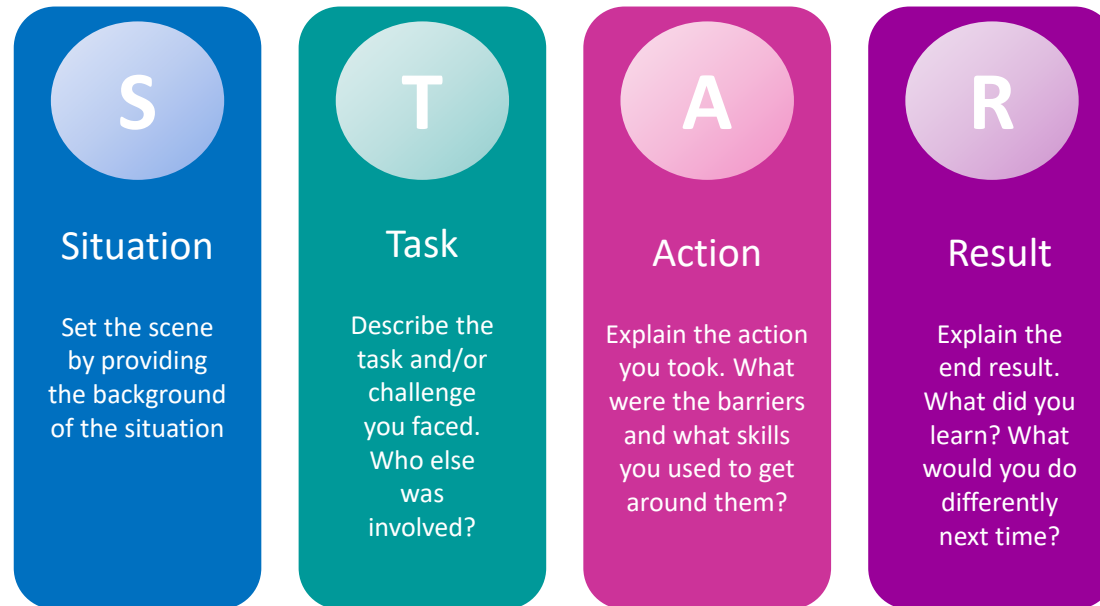 S
Situation
Set the scene
by providing
the background
of the situation
T
Task
Describe the
task and/or
challenge
you faced.
Who else
was
involved?
A
Action
Explain the action
you took. What
were the barriers
and what skills
you used to get
around them?
R
Result
Explain the
end result.
What did you
learn? What
would you do
differently
next time?